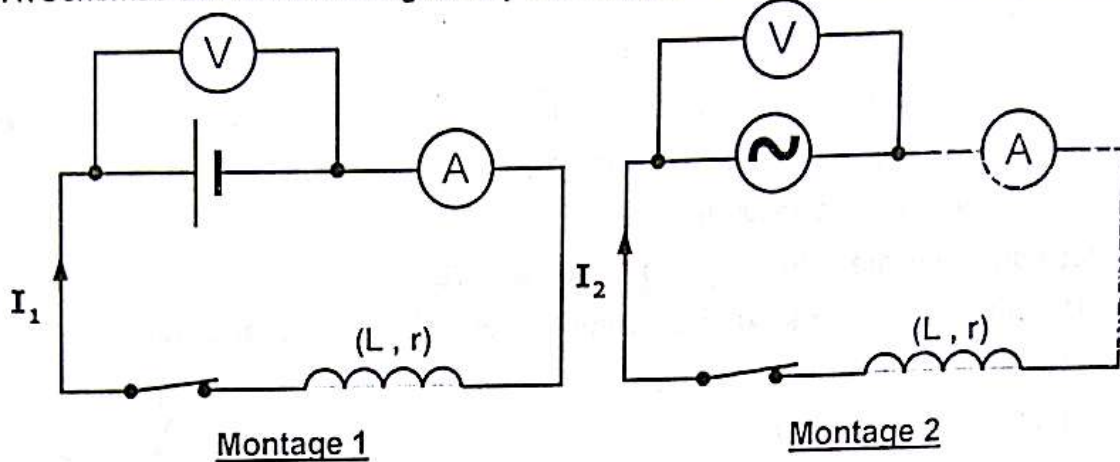 V
V
A
A
I₁
I₂
(L , r)
(L , r)
Montage 1
Montage 2